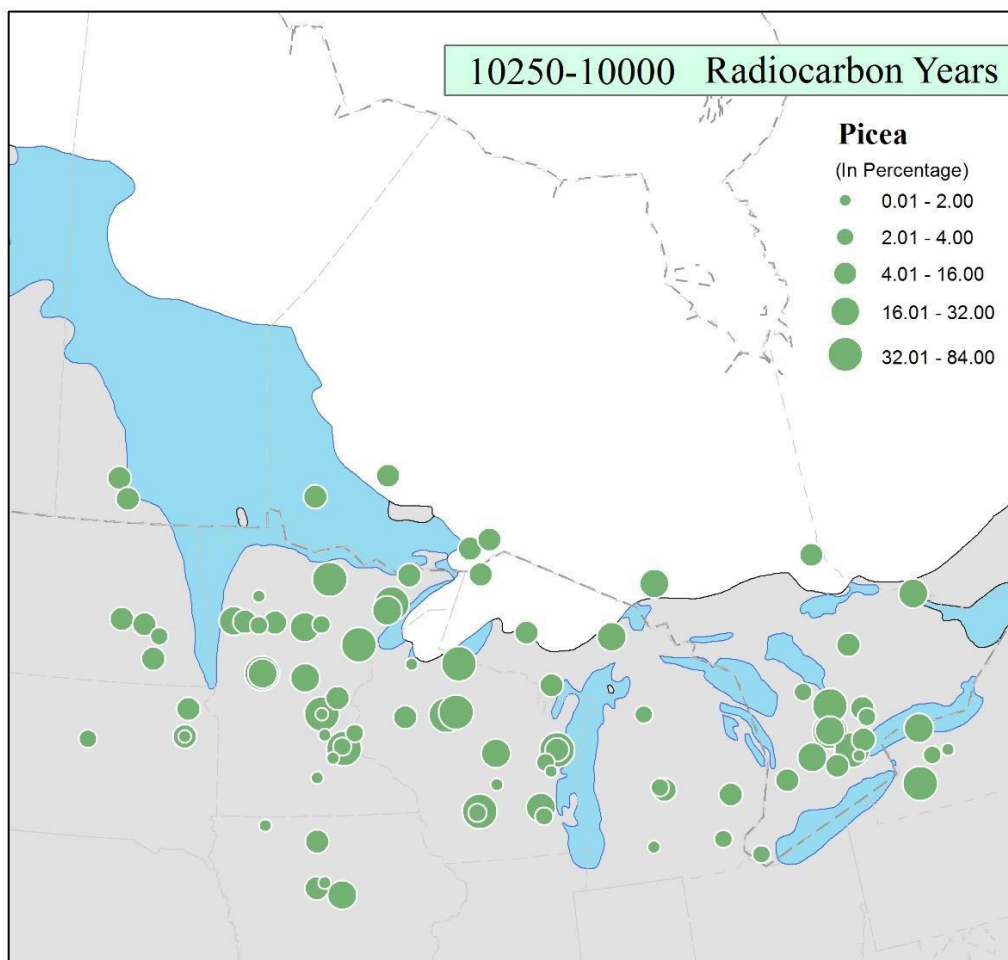 10250-10000 Radiocarbon Years
Picea
(In Percentage)
0.01 - 2.00
2.01 - 4.00
4.01 - 16.00
16.01 - 32.00
32.01 - 84.00